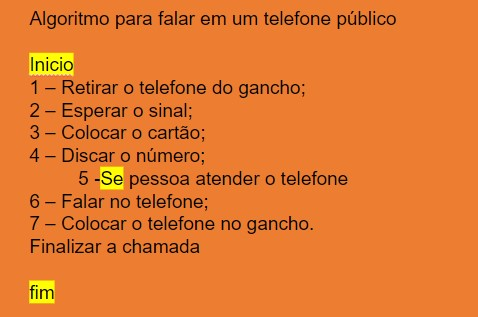 Algoritmo para falar em um telefone público
Inicio
1 – Retirar o telefone do gancho;
2 – Esperar o sinal;
3 – Colocar o cartão;
4 – Discar o número;
5 -Se pessoa atender o telefone
6 – Falar no telefone;
7 – Colocar o telefone no gancho.
Finalizar a chamada
fim